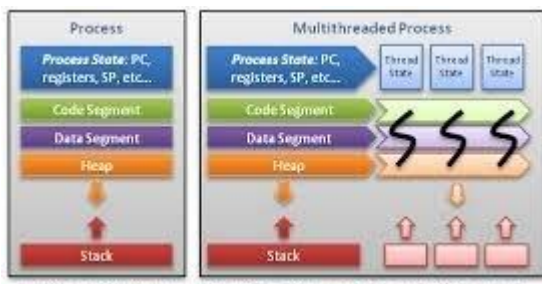 Process
Process State: PC,
registers, SP, etc...
Code Segment
Data Segment
Heap
Stack
Multithreaded Process
Process State: PC,
registers, SP, etc...
Thread
State
Thread
State
Thread
State
Code Segment
Data Segment
Heap
Stack